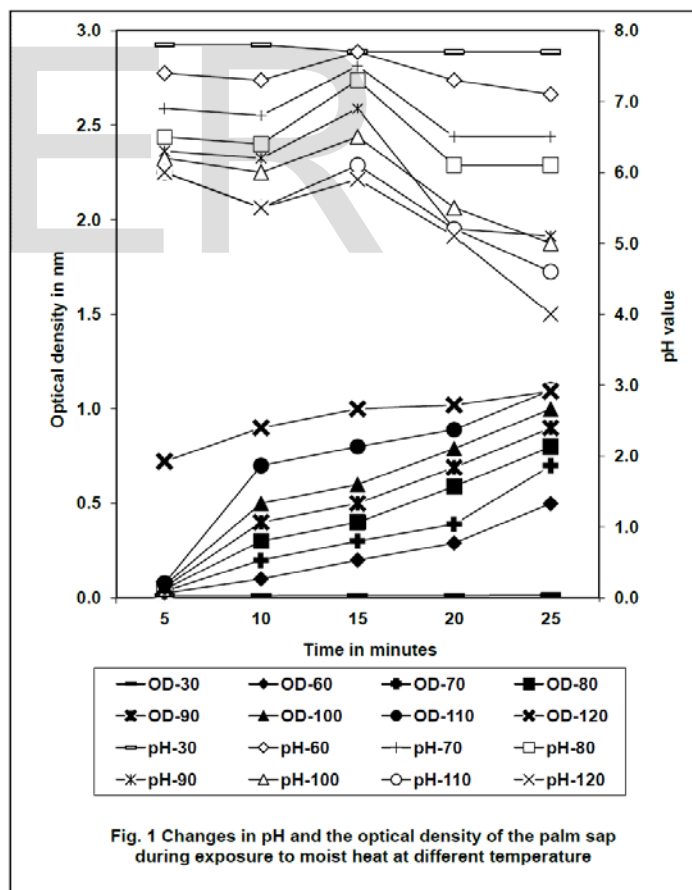 ER
3.0
2.5
2.0
1.5
1.0
0.5
0.0
Optical density in nm
8.0
7.0
6.0
5.0
4.0
3.0
2.0
1.0
0.0
pH value
5 10 15 20 25
Time in minutes
OD-30 OD-60 OD-70 OD-80
OD-90 OD-100 OD-110 OD-120
pH-30 pH-60 pH-70 pH-80
pH-90 pH-100 pH-110 pH-120
Fig. 1 Changes in pH and the optical density of the palm sap
during exposure to moist heat at different temperature